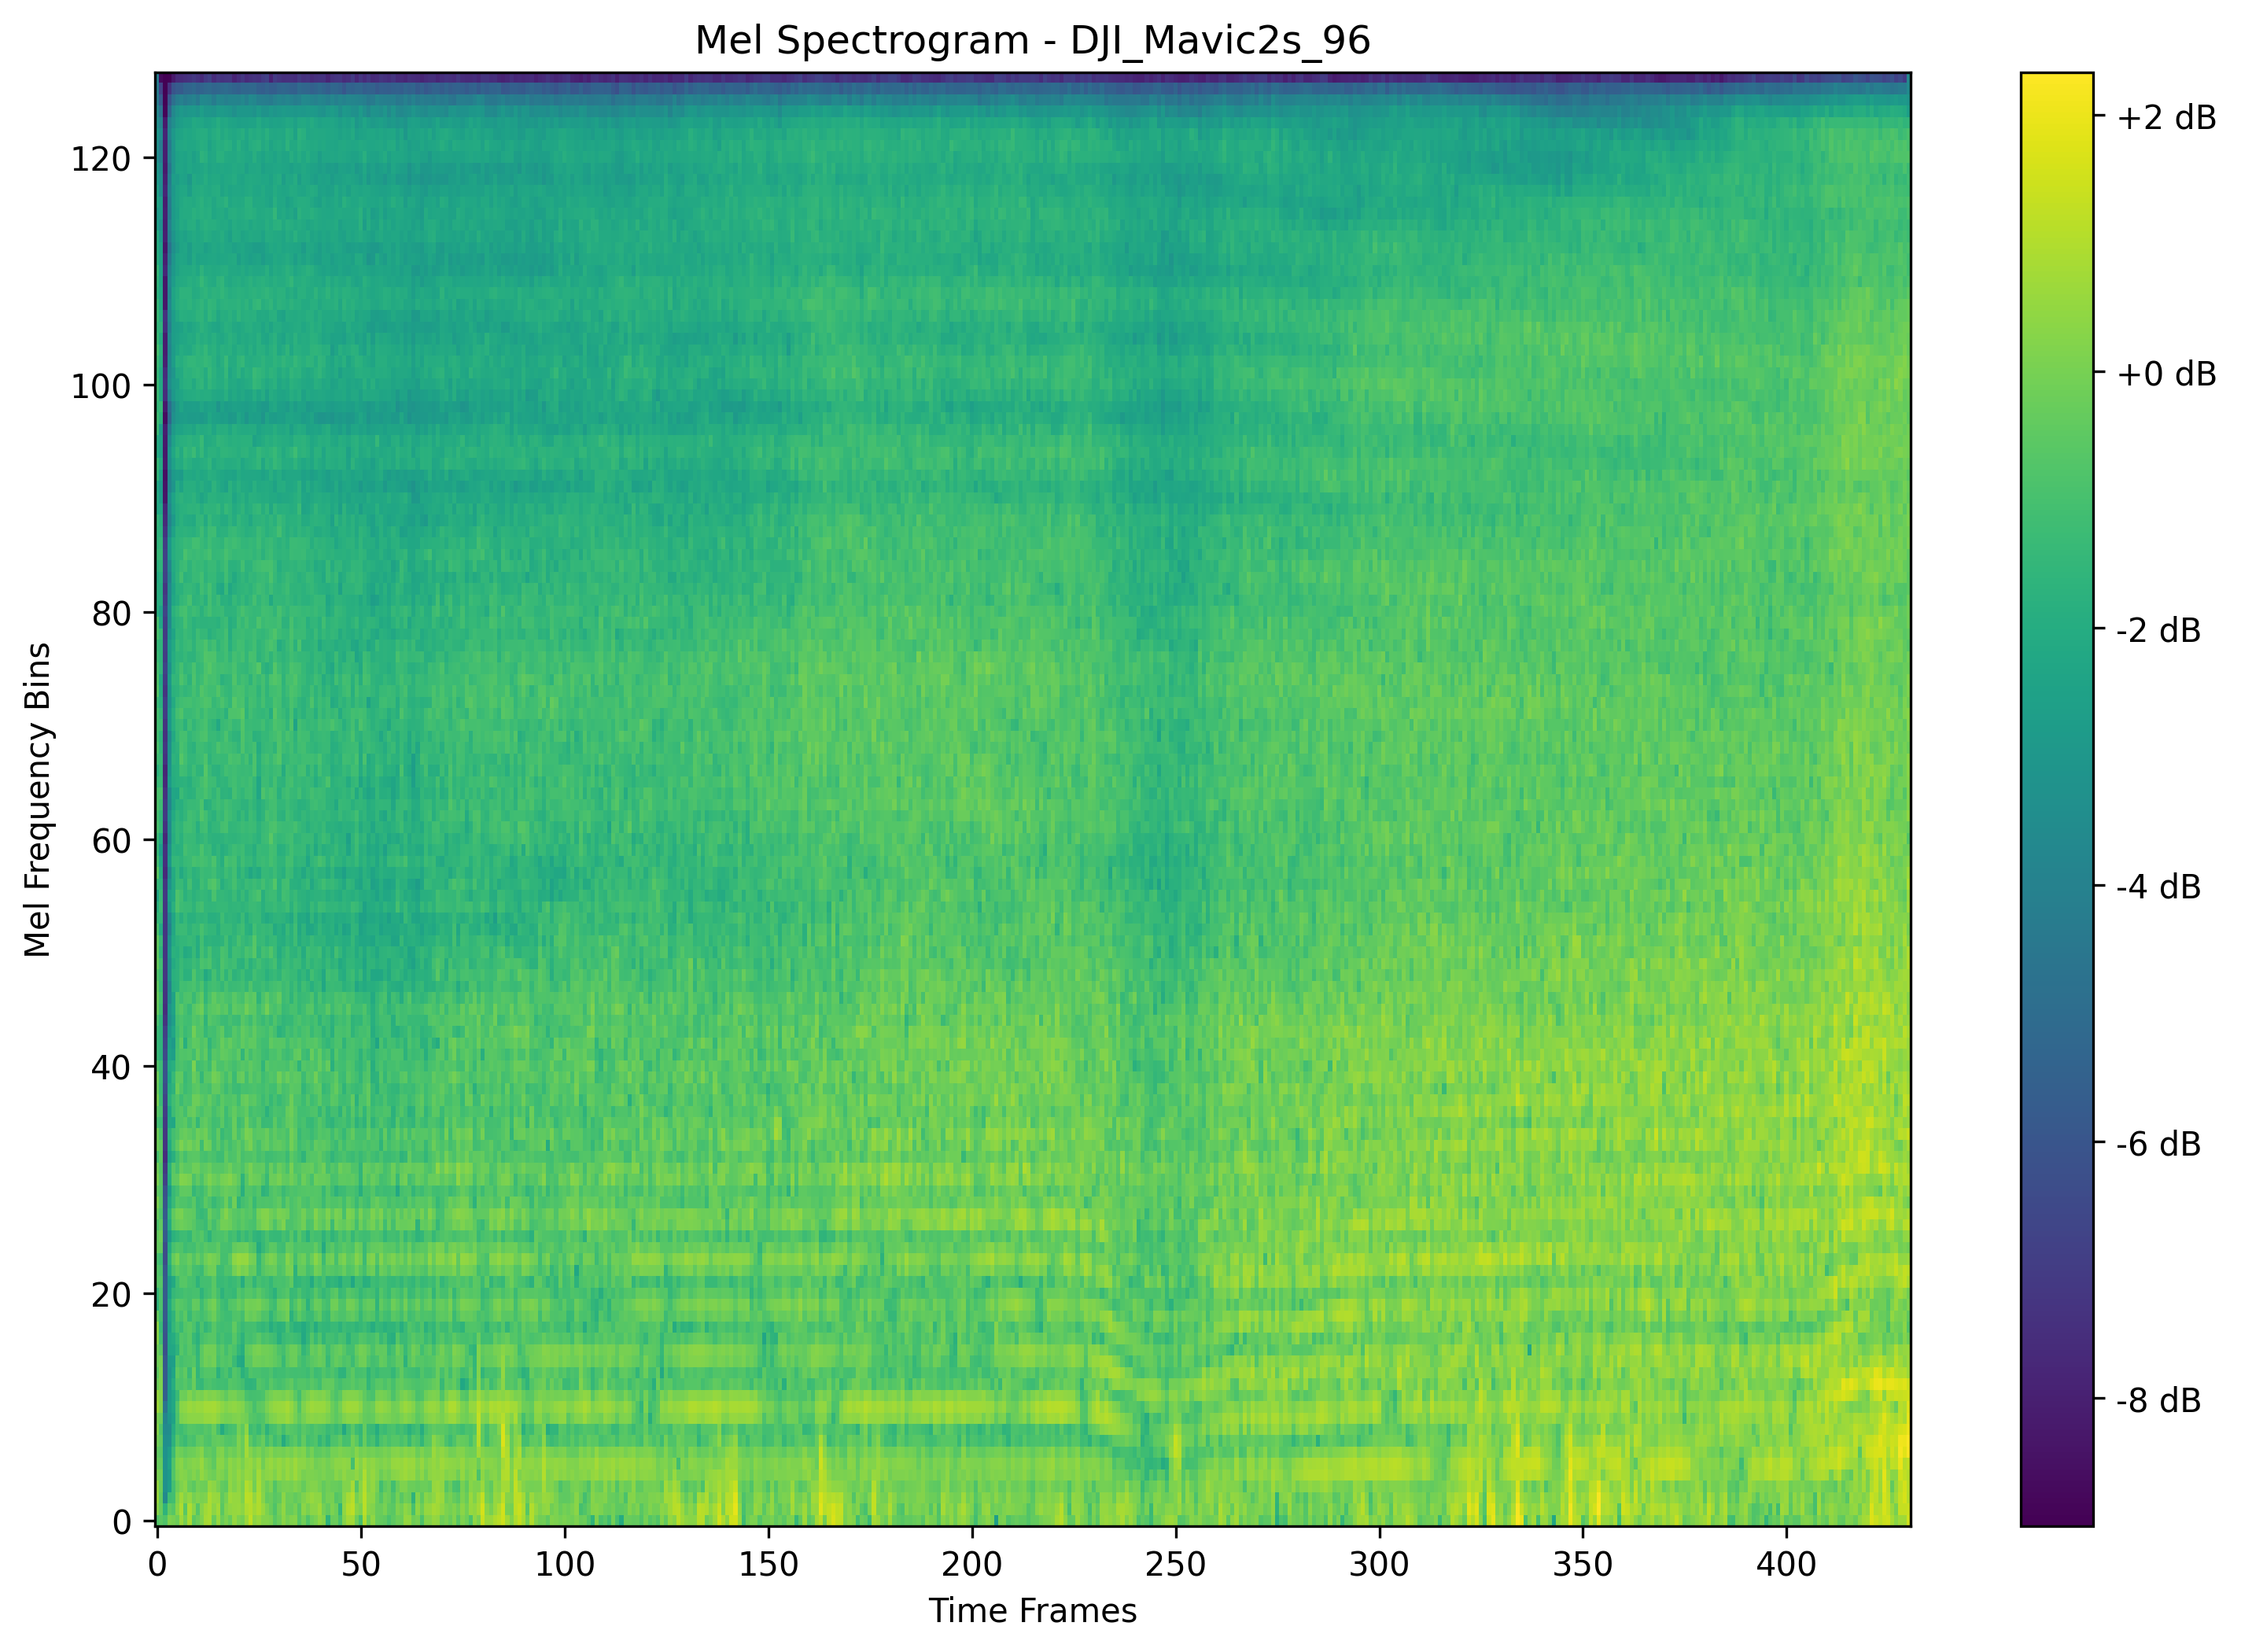 Mel Spectrogram - DJI_Mavic2s_96
Mel Frequency Bins
120
100
80
60
40
20
0
0 50 100 150 200 250 300 350 400
Time Frames
+2 dB
+0 dB
-2 dB
-4 dB
-6 dB
-8 dB